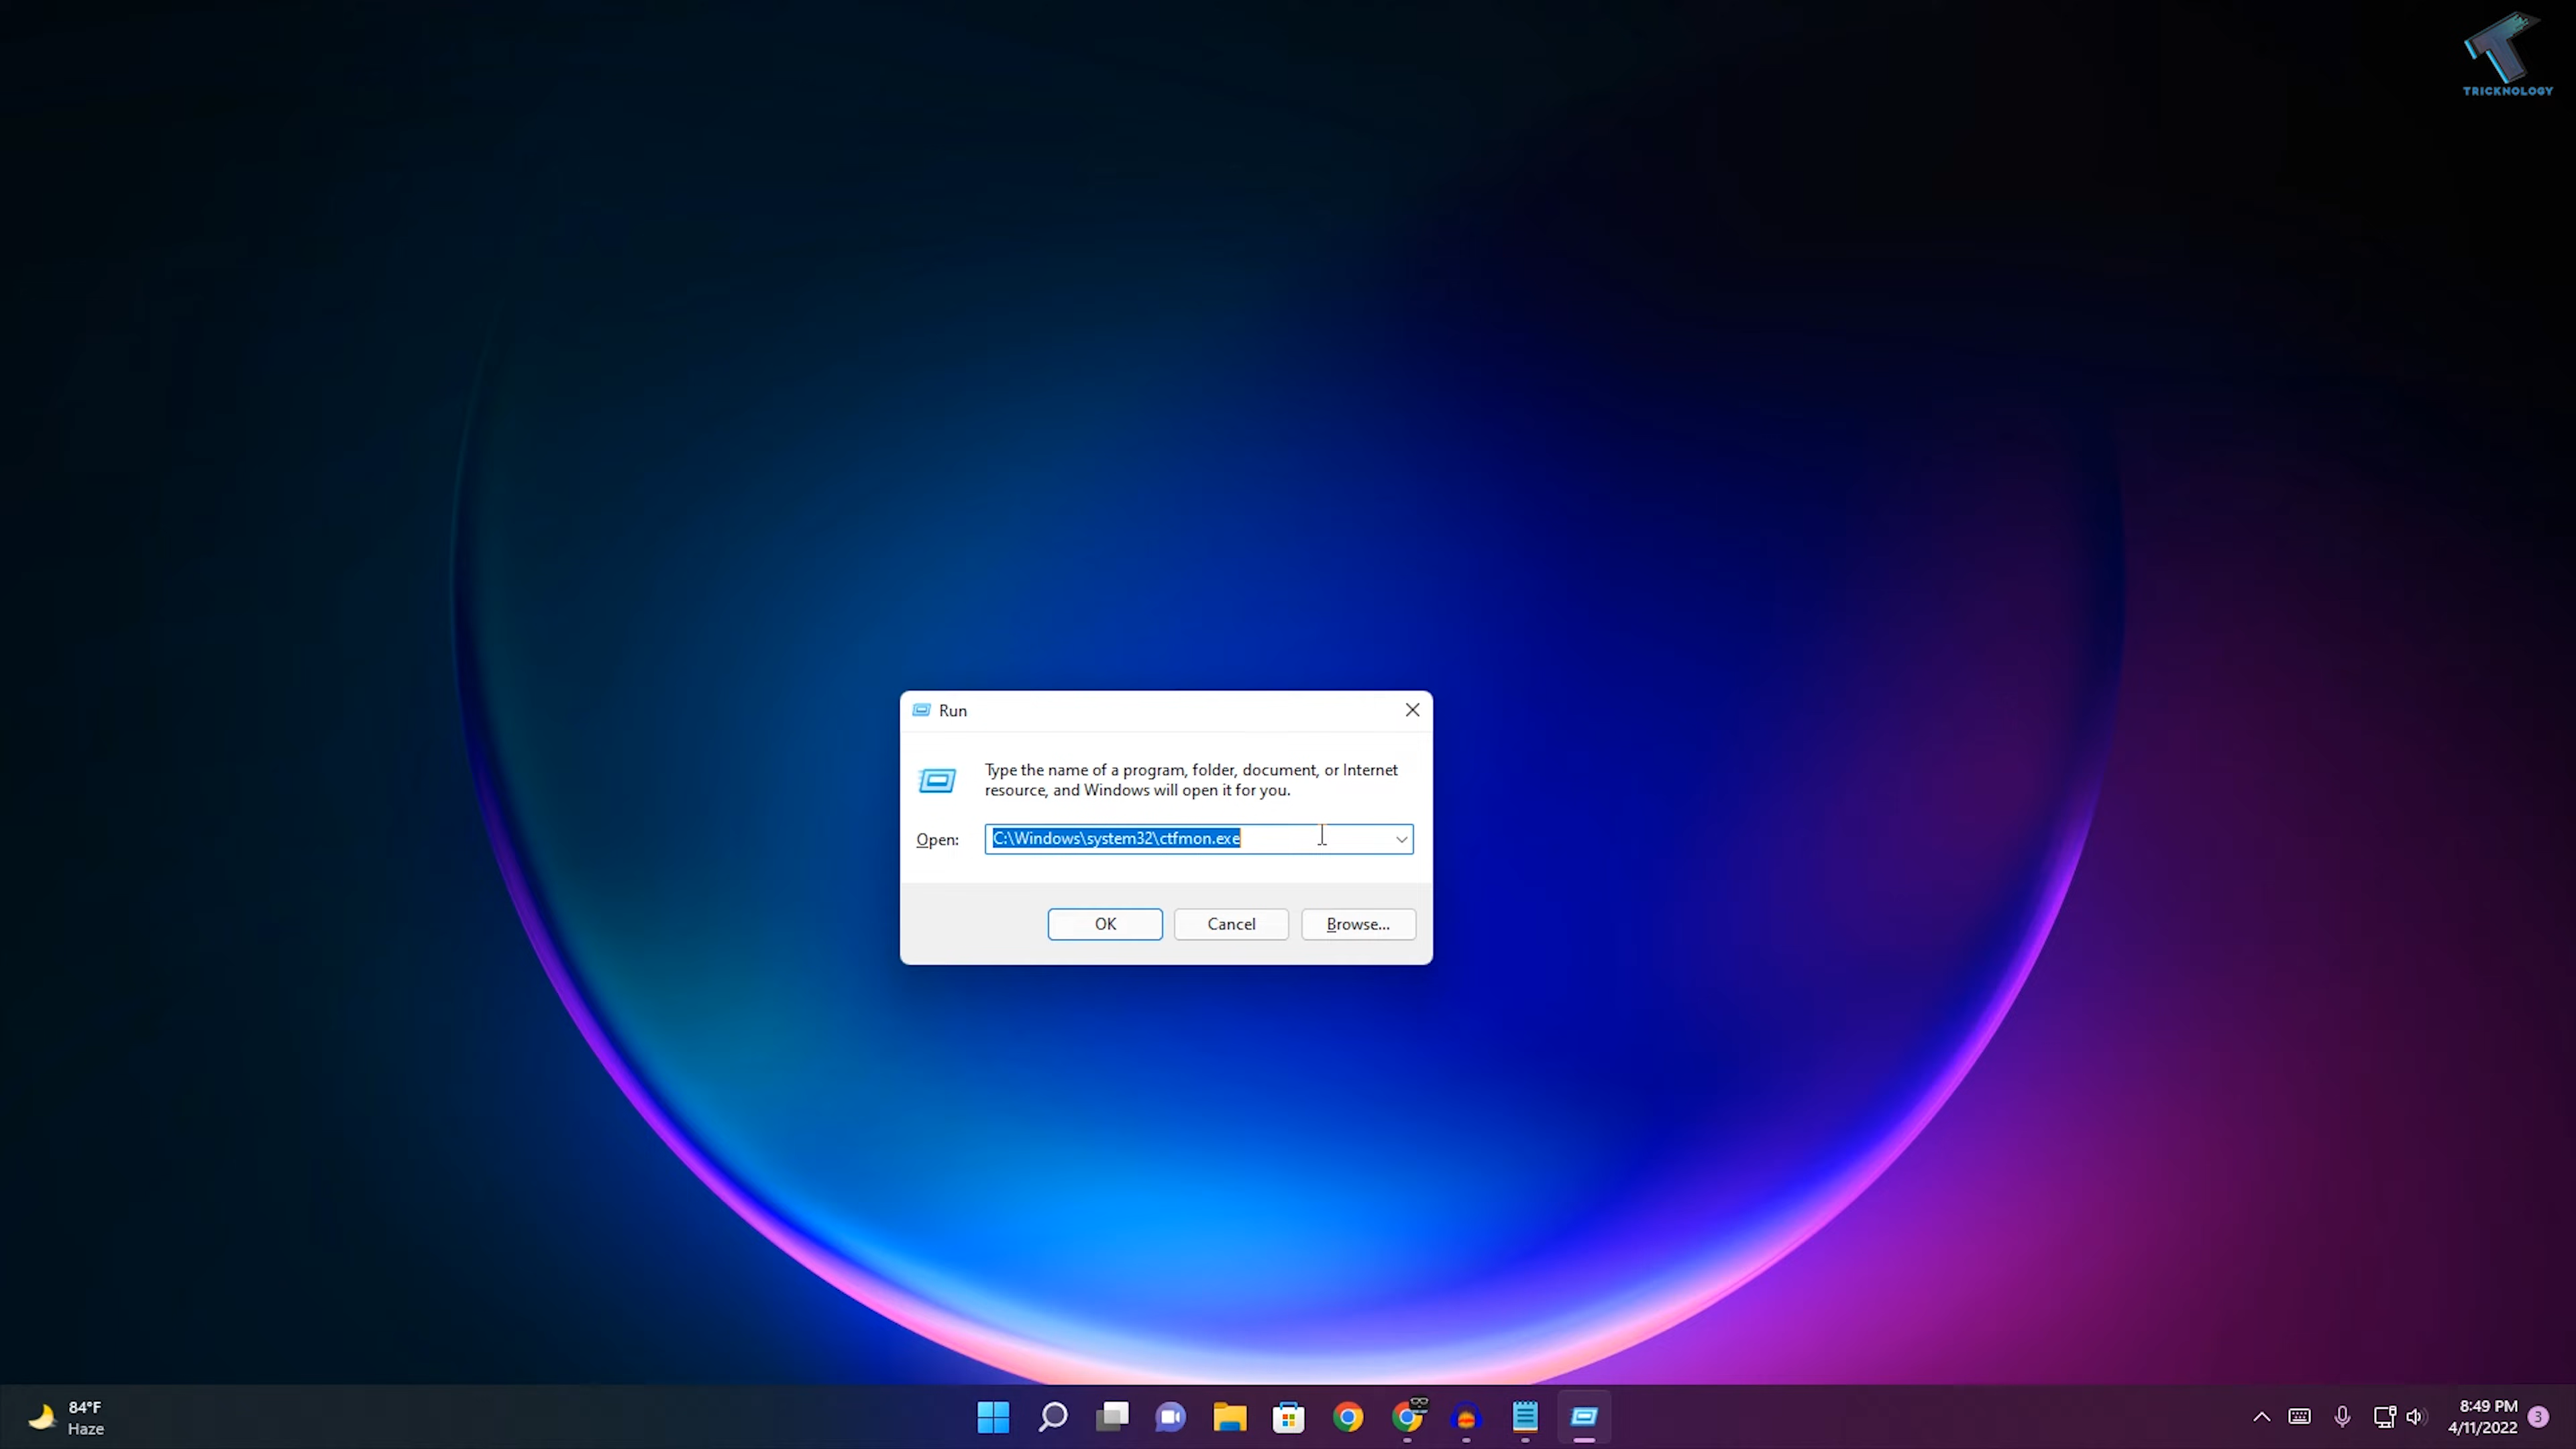 TRICKNOLOGY
Run
Type the name of a program, folder, document, or Internet
resource, and Windows will open it for you.
Open:
C:\Windows\system32\ctfmon.exe
OK
Cancel
Browse...
84°F
Haze
8:49 PM
4/11/2022
3